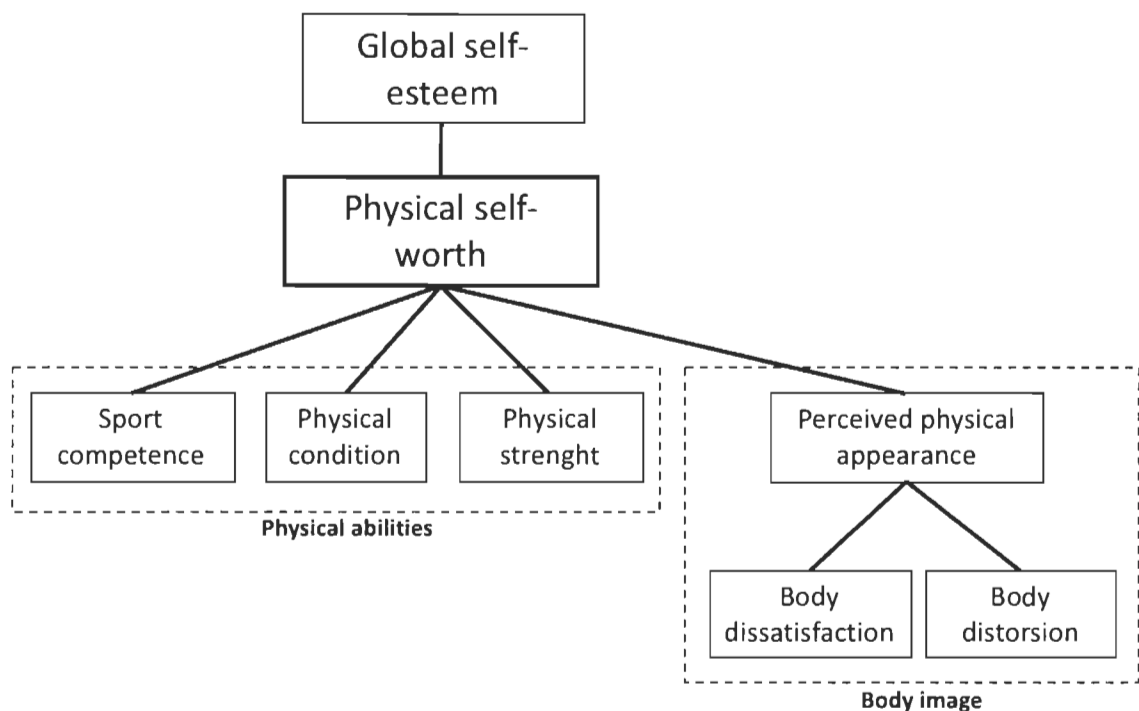 Global self-
esteem
Physical self-
worth
Sport
competence
Physical
condition
Physical
strenght
Physical abilities
Perceived physical
appearance
Body
dissatisfaction
Body
distorsion
Body image